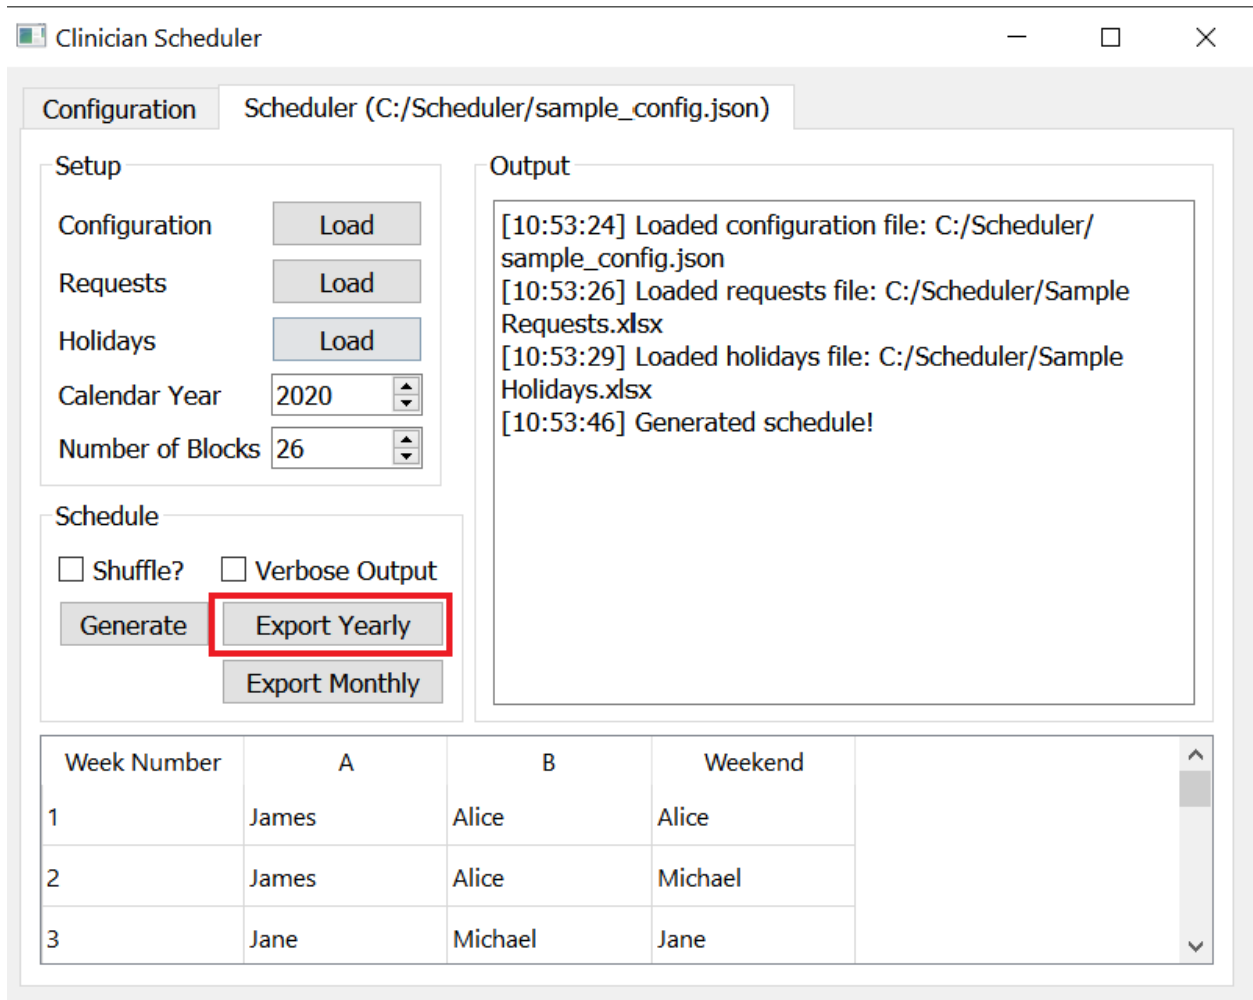 Clinician Scheduler
Configuration
Scheduler (C:/Scheduler/sample_config.json)
Setup
Configuration Load
Requests Load
Holidays Load
Calendar Year 2020
Number of Blocks 26
Schedule
Shuffle? Verbose Output
Generate Export Yearly
Export Monthly
Output
[10:53:24] Loaded configuration file: C:/Scheduler/
sample_config.json
[10:53:26] Loaded requests file: C:/Scheduler/Sample
Requests.xlsx
[10:53:29] Loaded holidays file: C:/Scheduler/Sample
Holidays.xlsx
[10:53:46] Generated schedule!
Week Number A B Weekend
1 James Alice Alice
2 James Alice Michael
3 Jane Michael Jane